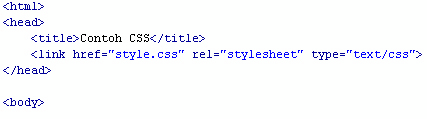 <html>
<head>
<title>Contoh CSS</title>
<link href="style.css" rel="stylesheet" type="text/css">
</head>
<body>